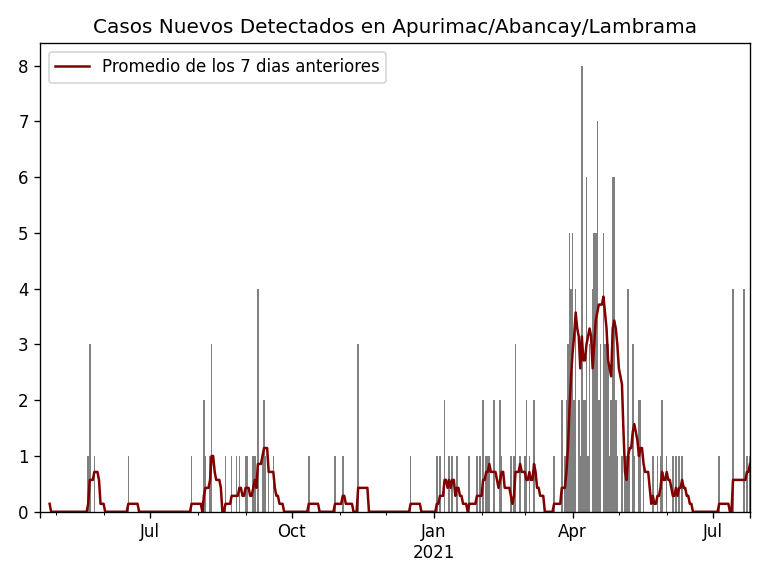 Casos Nuevos Detectados en Apurimac/Abancay/Lambrama
Promedio de los 7 dias anteriores
8
7
6
5
4
3
2
1
0
Jul
Oct
Jan
2021
Apr
Jul